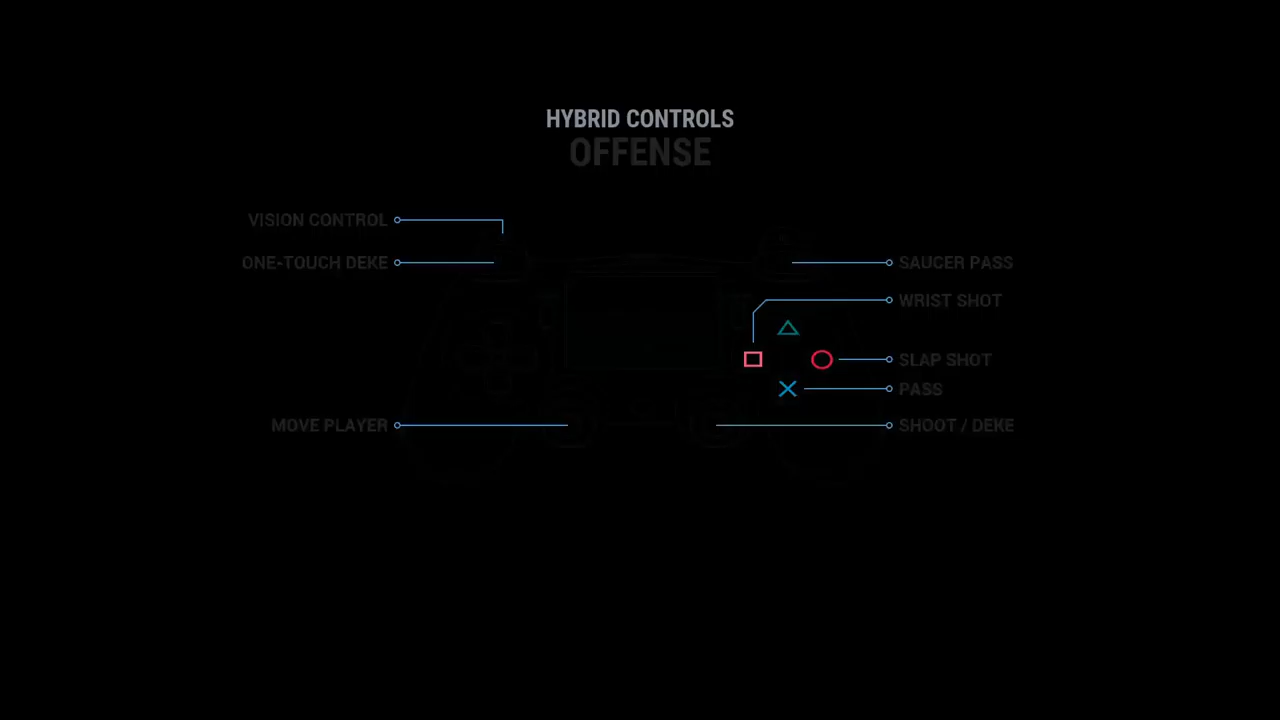 HYBRID CONTROLS
OFFENSE
VISION CONTROL
ONE-TOUCH DEKE
MOVE PLAYER
SAUCER PASS
WRIST SHOT
SLAP SHOT
PASS
SHOOT / DEKE